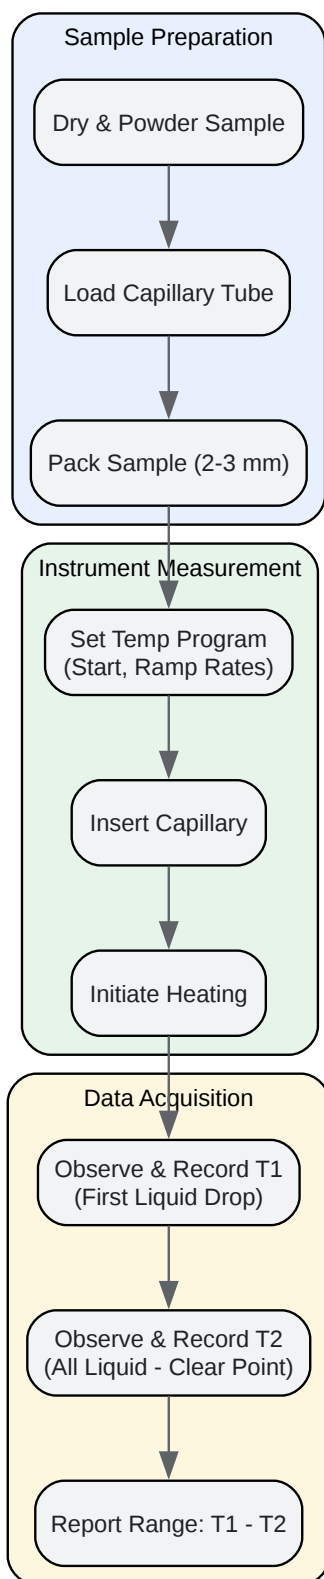 Sample Preparation
Dry & Powder Sample
Load Capillary Tube
Pack Sample (2-3 mm)
Instrument Measurement
Set Temp Program
(Start, Ramp Rates)
Insert Capillary
Initiate Heating
Data Acquisition
Observe & Record T1
(First Liquid Drop)
Observe & Record T2
(All Liquid - Clear Point)
Report Range: T1 - T2